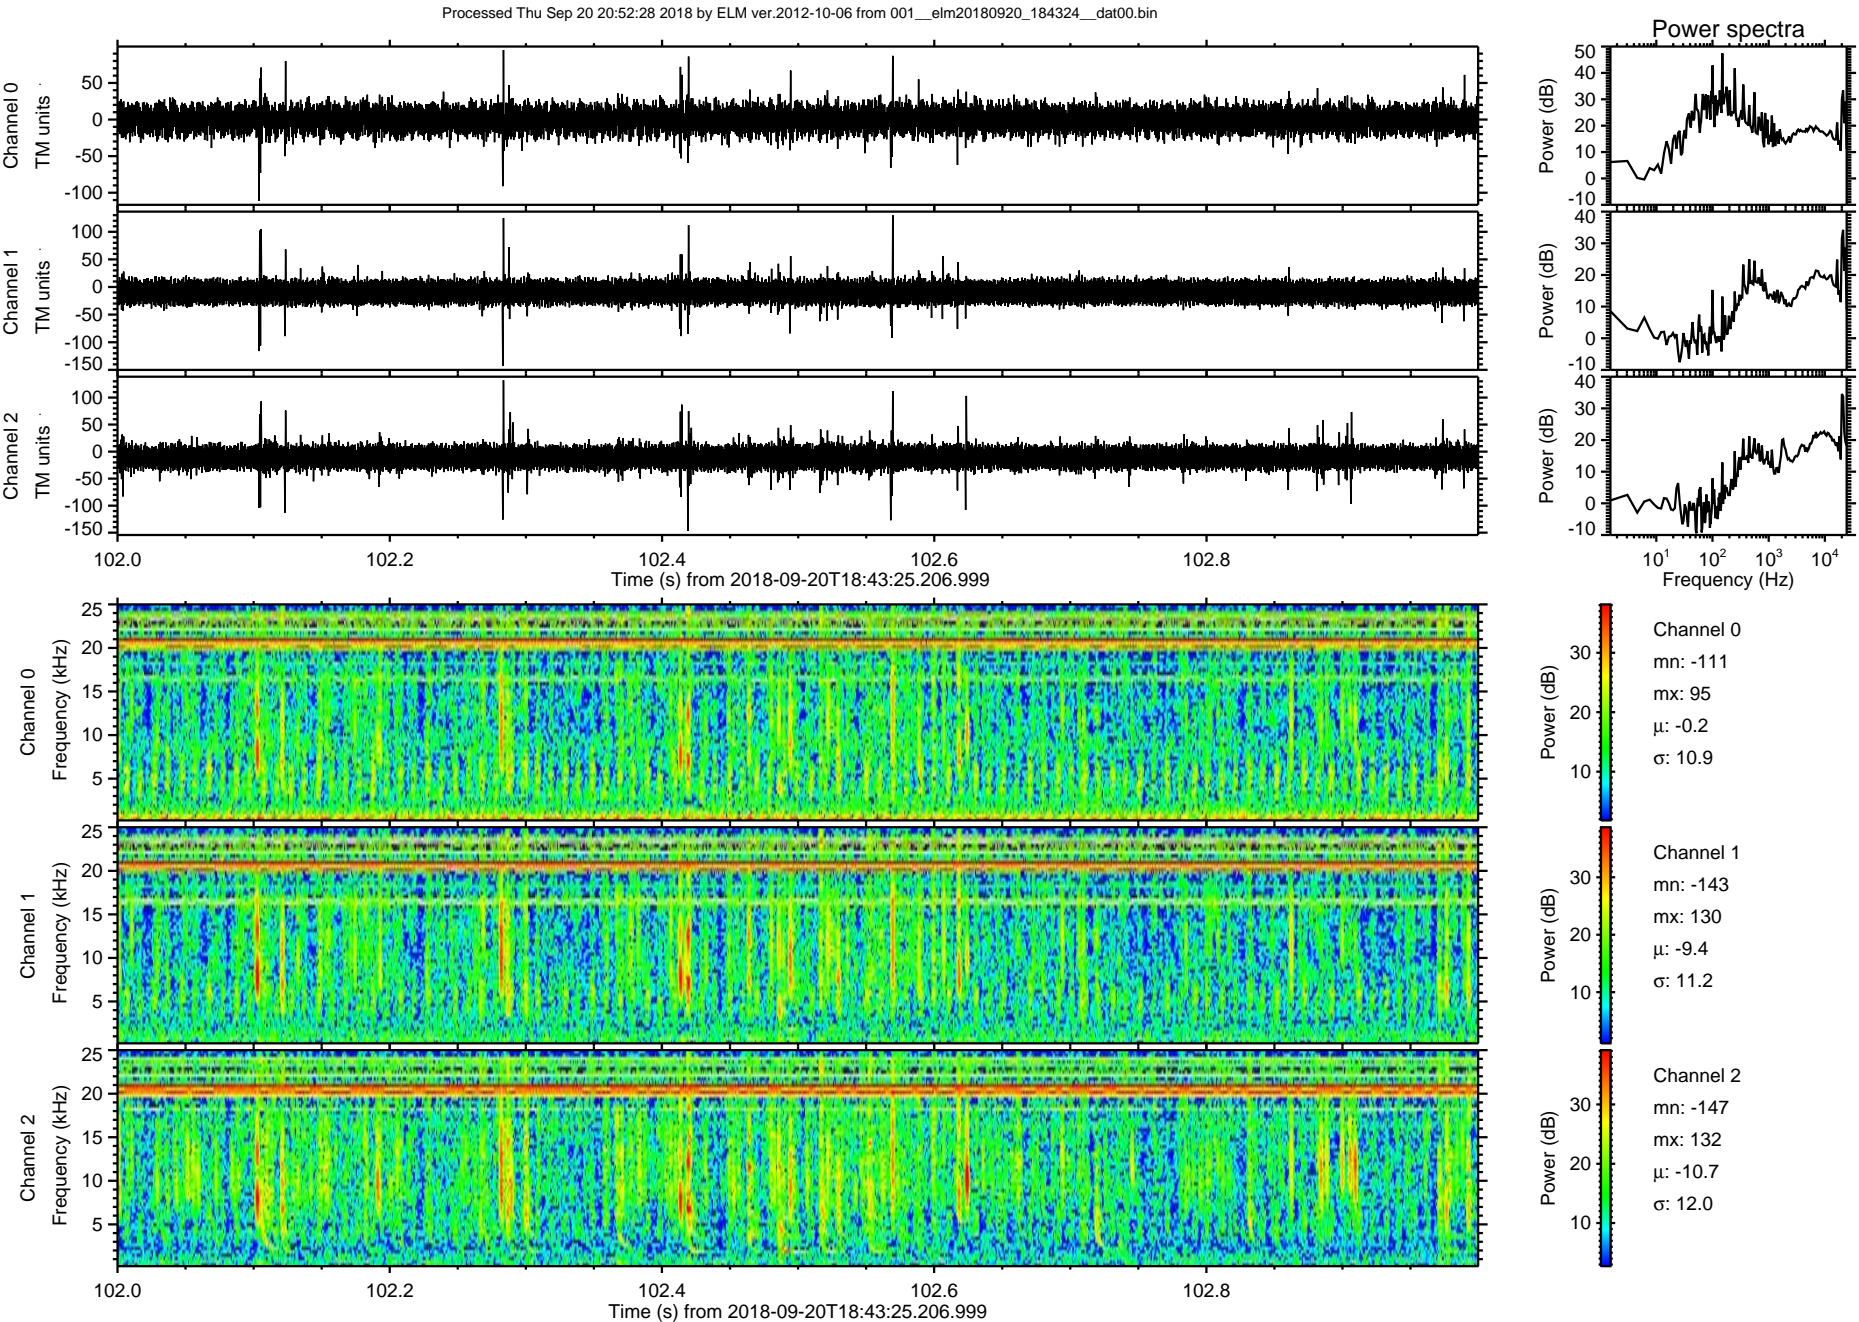 Processed Thu Sep 20 20:52:28 2018 by ELM ver.2012-10-06 from 001__elm20180920_184324__dat00.bin
Power spectra
Channel 0
TM units
50
0
-50
-100
Power (dB)
50
40
30
20
10
0
-10
Channel 1
TM units
100
50
0
-50
-100
-150
Power (dB)
40
30
20
10
0
-10
Channel 2
TM units
100
50
0
-50
-100
-150
Power (dB)
40
30
20
10
0
-10
102.0 102.2 102.4 102.6 102.8
Time (s) from 2018-09-20T18:43:25.206.999
10¹ 10² 10³ 10⁴
Frequency (Hz)
Channel 0
Frequency (kHz)
25
20
15
10
5
Power (dB)
30
20
10
Channel 0
mn: -111
mx: 95
μ: -0.2
σ: 10.9
Channel 1
Frequency (kHz)
25
20
15
10
5
Power (dB)
30
20
10
Channel 1
mn: -143
mx: 130
μ: -9.4
σ: 11.2
Channel 2
Frequency (kHz)
25
20
15
10
5
Power (dB)
30
20
10
Channel 2
mn: -147
mx: 132
μ: -10.7
σ: 12.0
102.0 102.2 102.4 102.6 102.8
Time (s) from 2018-09-20T18:43:25.206.999